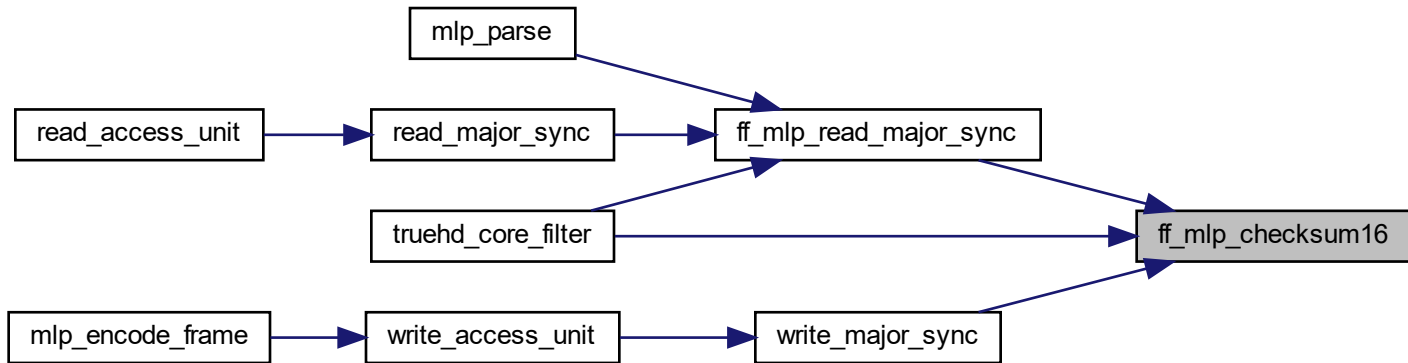 mlp_parse
read_access_unit
read_major_sync
ff_mlp_read_major_sync
truehd_core_filter
ff_mlp_checksum16
mlp_encode_frame
write_access_unit
write_major_sync